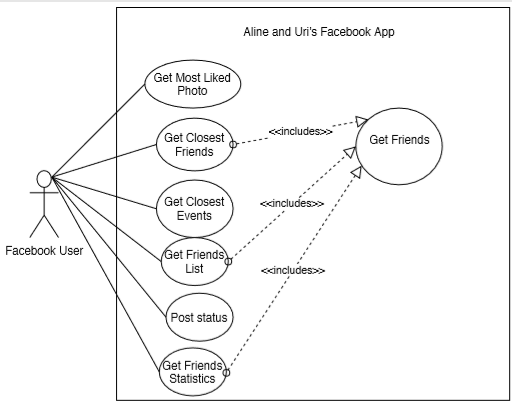 Aline and Uri's Facebook App
Get Most Liked
Photo
Get Closest
Friends
<<includes>>
Get Friends
Get Closest
Events
<<includes>>
Facebook User
Get Friends
List
<<includes>>
Post status
Get Friends
Statistics